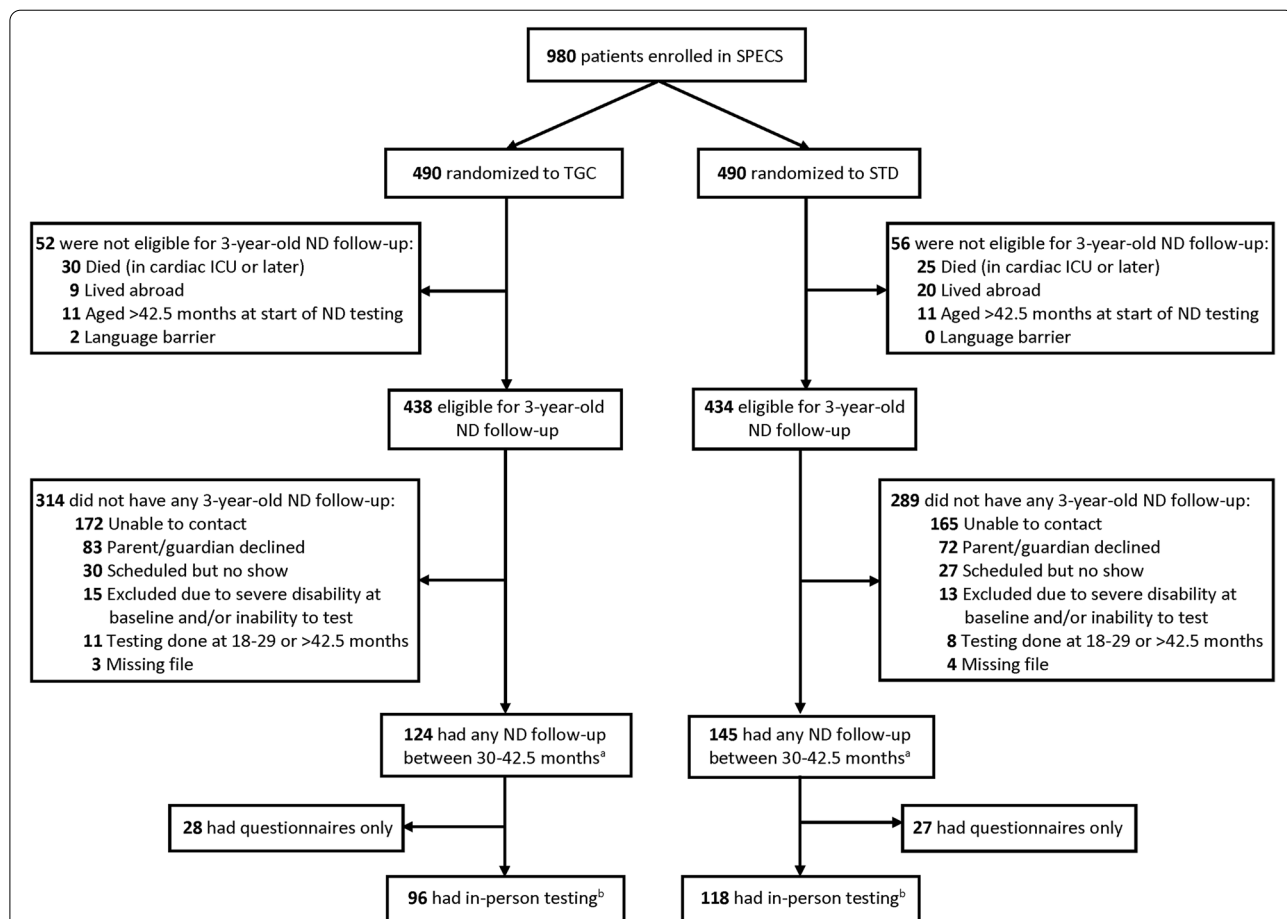 980 patients enrolled in SPECS
490 randomized to TGC
490 randomized to STD
52 were not eligible for 3-year-old ND follow-up:
30 Died (in cardiac ICU or later)
9 Lived abroad
11 Aged >42.5 months at start of ND testing
2 Language barrier
56 were not eligible for 3-year-old ND follow-up:
25 Died (in cardiac ICU or later)
20 Lived abroad
11 Aged >42.5 months at start of ND testing
0 Language barrier
438 eligible for 3-year-old
ND follow-up
434 eligible for 3-year-old
ND follow-up
314 did not have any 3-year-old ND follow-up:
172 Unable to contact
83 Parent/guardian declined
30 Scheduled but no show
15 Excluded due to severe disability at
baseline and/or inability to test
11 Testing done at 18-29 or >42.5 months
3 Missing file
289 did not have any 3-year-old ND follow-up:
165 Unable to contact
72 Parent/guardian declined
27 Scheduled but no show
13 Excluded due to severe disability at
baseline and/or inability to test
8 Testing done at 18-29 or >42.5 months
4 Missing file
124 had any ND follow-up
between 30-42.5 monthsᵃ
145 had any ND follow-up
between 30-42.5 monthsᵃ
28 had questionnaires only
27 had questionnaires only
96 had in-person testingᵇ
118 had in-person testingᵇ